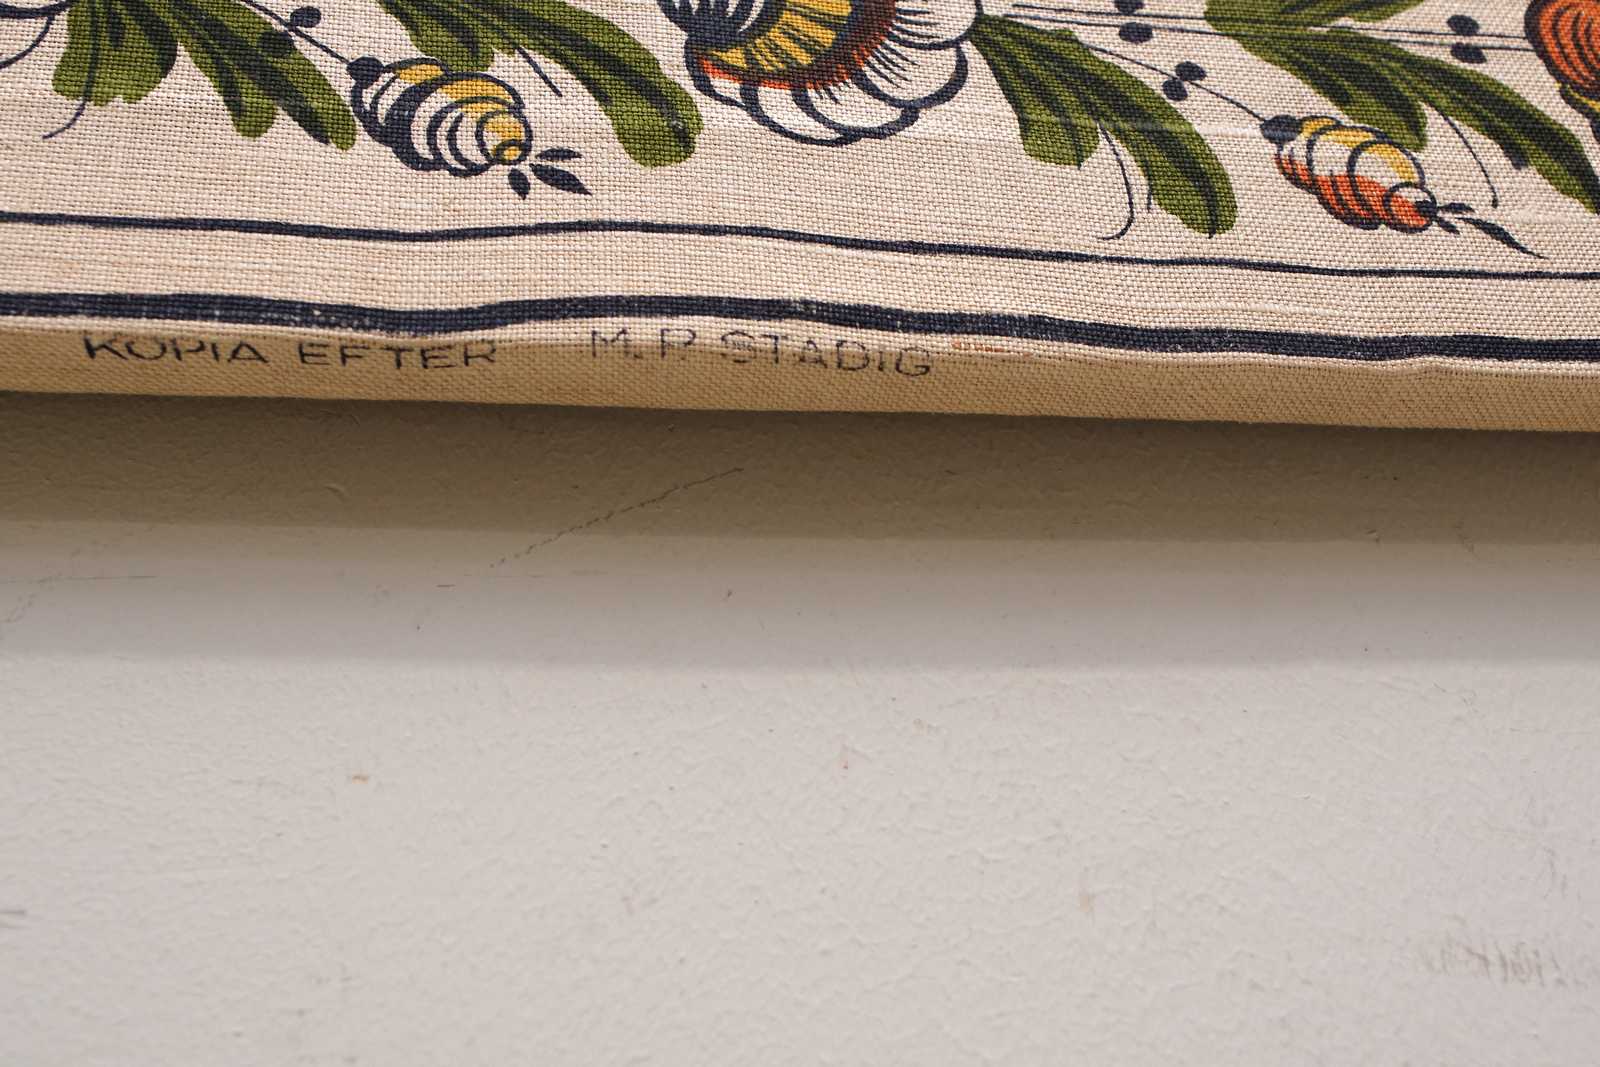 KOPIA EFTER M.P. STADIG